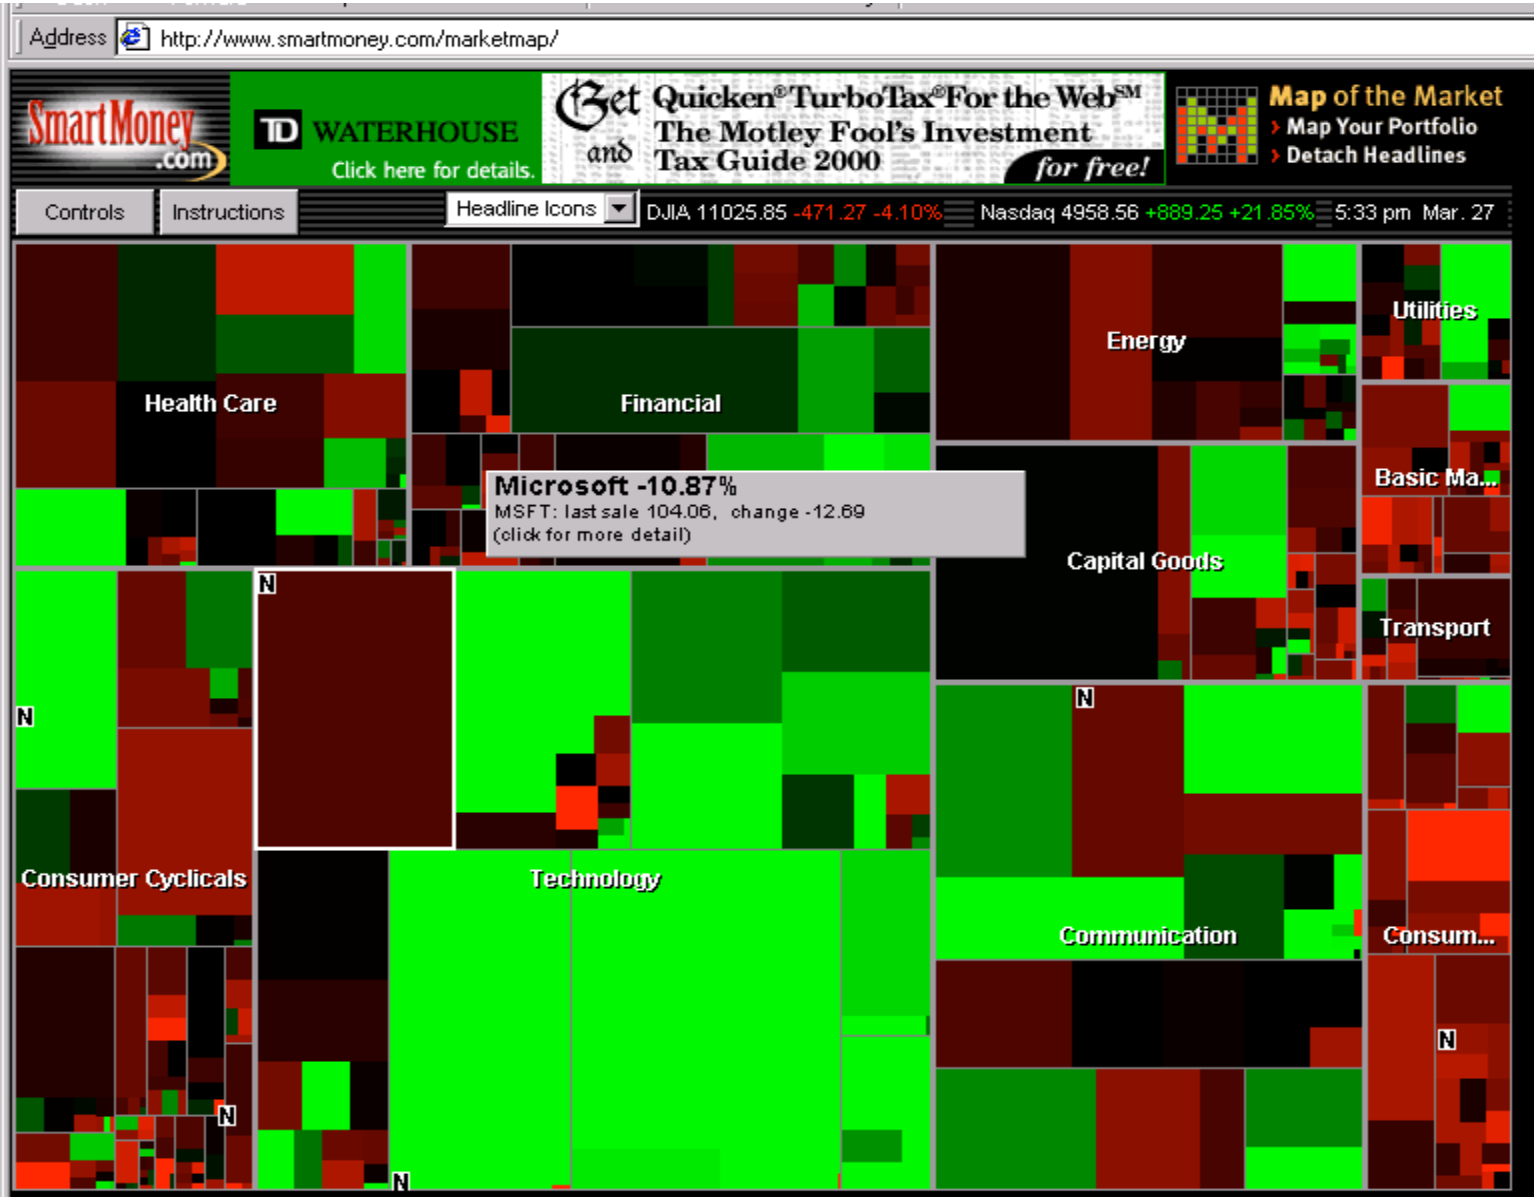 Address http://www.smartmoney.com/marketmap/
SmartMoney
.com
TD WATERHOUSE
Click here for details.
Get Quicken® TurboTax® For the Web℠
and The Motley Fool's Investment
Tax Guide 2000
for free!
Map of the Market
› Map Your Portfolio
› Detach Headlines
Controls Instructions Headline Icons DJIA 11025.85 -471.27 -4.10% Nasdaq 4958.56 +889.25 +21.85% 5:33 pm Mar. 27
Utilities
Energy
Health Care
Financial
Basic Ma...
Microsoft -10.87%
MSFT: last sale 104.06, change -12.69
(click for more detail)
Capital Goods
N
Transport
N
N
Consumer Cyclicals
Technology
Communication
Consum...
N
N
N